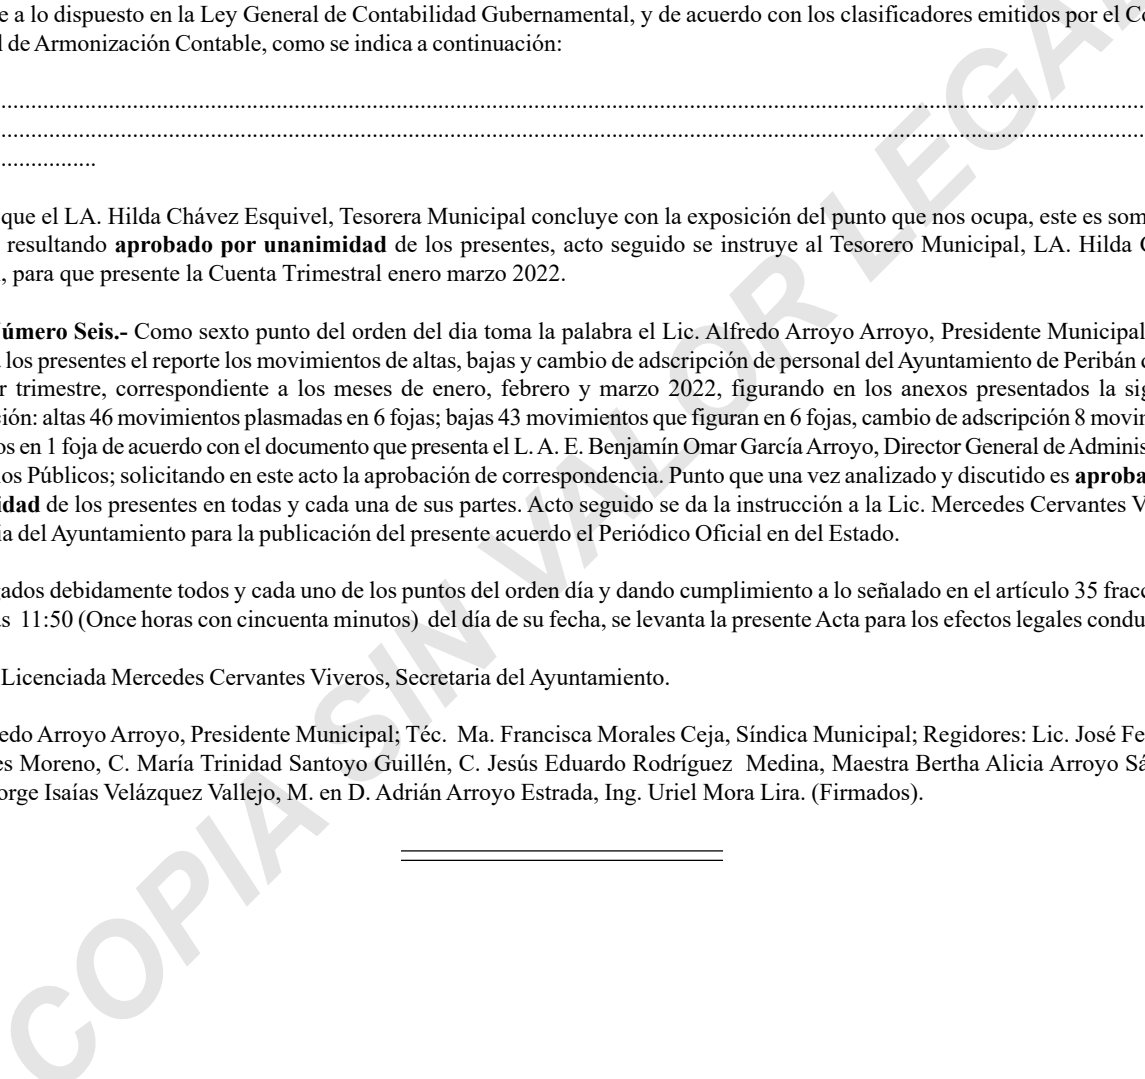 e a lo dispuesto en la Ley General de Contabilidad Gubernamental, y de acuerdo con los clasificadores emitidos por el Co
l de Armonización Contable, como se indica a continuación:
................................................................................................................................................................................................
................................................................................................................................................................................................
................
que el LA. Hilda Chávez Esquivel, Tesorera Municipal concluye con la exposición del punto que nos ocupa, este es som
resultando aprobado por unanimidad de los presentes, acto seguido se instruye al Tesorero Municipal, LA. Hilda C
, para que presente la Cuenta Trimestral enero marzo 2022.
úmero Seis.- Como sexto punto del orden del dia toma la palabra el Lic. Alfredo Arroyo Arroyo, Presidente Municipal
a los presentes el reporte los movimientos de altas, bajas y cambio de adscripción de personal del Ayuntamiento de Peribán d
r trimestre, correspondiente a los meses de enero, febrero y marzo 2022, figurando en los anexos presentados la sig
ción: altas 46 movimientos plasmadas en 6 fojas; bajas 43 movimientos que figuran en 6 fojas, cambio de adscripción 8 movim
os en 1 foja de acuerdo con el documento que presenta el L. A. E. Benjamín Omar García Arroyo, Director General de Adminis
ios Públicos; solicitando en este acto la aprobación de correspondencia. Punto que una vez analizado y discutido es aproba
idad de los presentes en todas y cada una de sus partes. Acto seguido se da la instrucción a la Lic. Mercedes Cervantes V
ia del Ayuntamiento para la publicación del presente acuerdo el Periódico Oficial en del Estado.
gados debidamente todos y cada uno de los puntos del orden día y dando cumplimiento a lo señalado en el artículo 35 fracc
s 11:50 (Once horas con cincuenta minutos) del día de su fecha, se levanta la presente Acta para los efectos legales condu
Licenciada Mercedes Cervantes Viveros, Secretaria del Ayuntamiento.
edo Arroyo Arroyo, Presidente Municipal; Téc. Ma. Francisca Morales Ceja, Síndica Municipal; Regidores: Lic. José Fe
es Moreno, C. María Trinidad Santoyo Guillén, C. Jesús Eduardo Rodríguez Medina, Maestra Bertha Alicia Arroyo Sá
orge Isaías Velázquez Vallejo, M. en D. Adrián Arroyo Estrada, Ing. Uriel Mora Lira. (Firmados).
COPIA SIN VALOR LEGAL